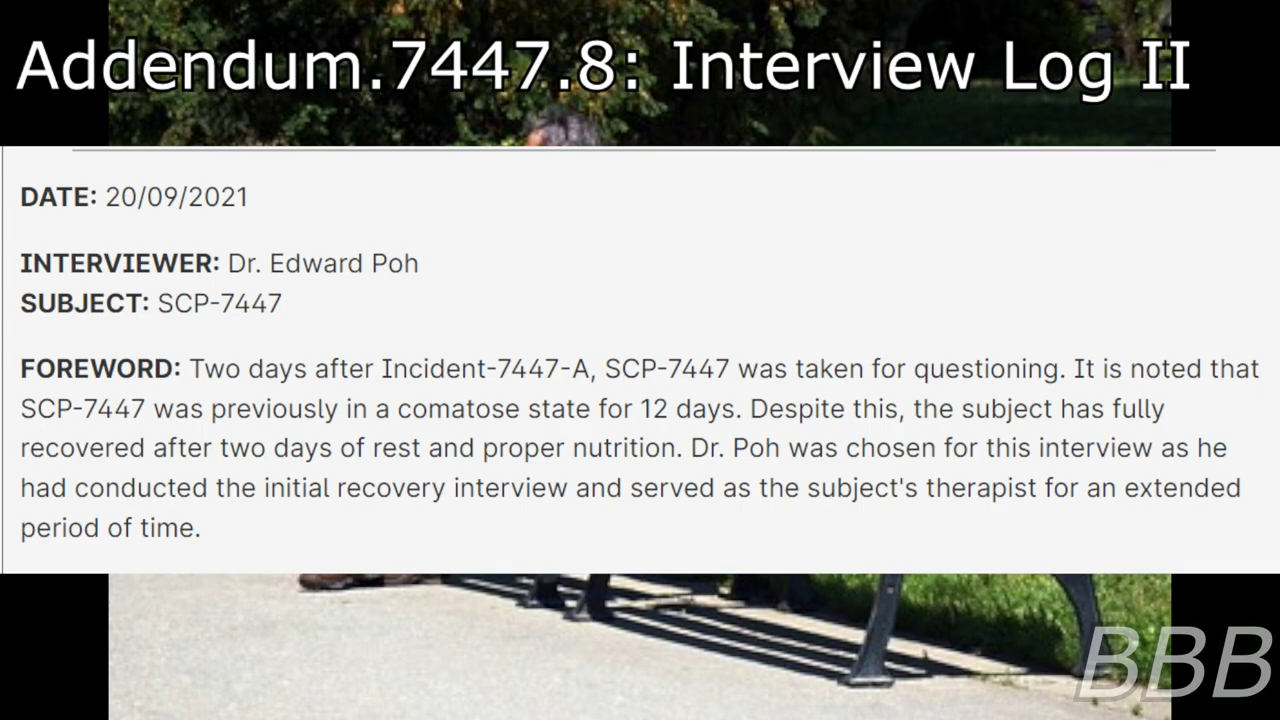 Addendum.7447.8: Interview Log II
DATE: 20/09/2021
INTERVIEWER: Dr. Edward Poh
SUBJECT: SCP-7447
FOREWORD: Two days after Incident-7447-A, SCP-7447 was taken for questioning. It is noted that
SCP-7447 was previously in a comatose state for 12 days. Despite this, the subject has fully
recovered after two days of rest and proper nutrition. Dr. Poh was chosen for this interview as he
had conducted the initial recovery interview and served as the subject's therapist for an extended
period of time.
BBB